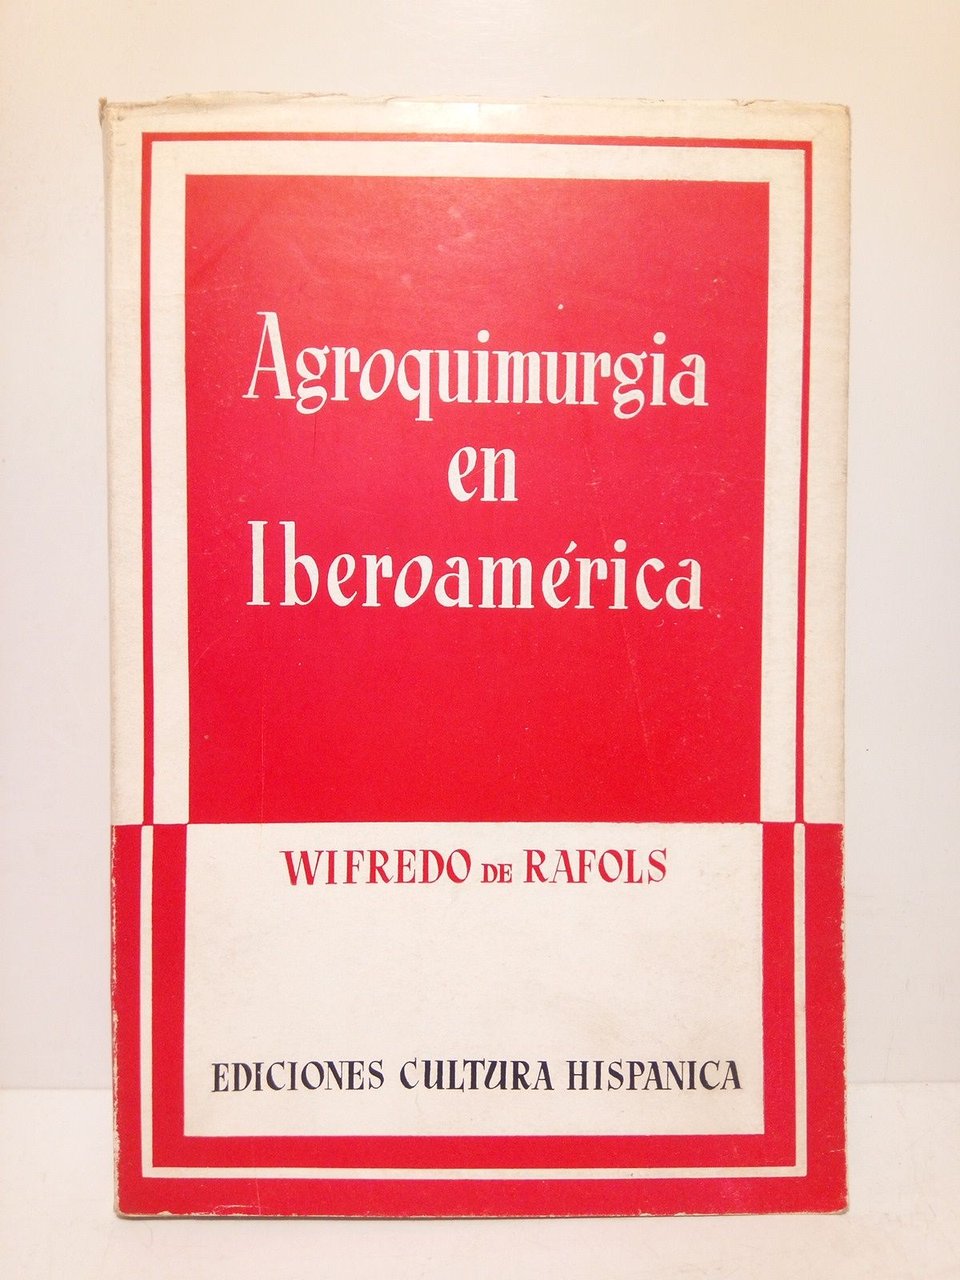 Agroquimurgia
en
Iberoamérica
WIFREDO DE RAFOLS
EDICIONES CULTURA HISPANICA